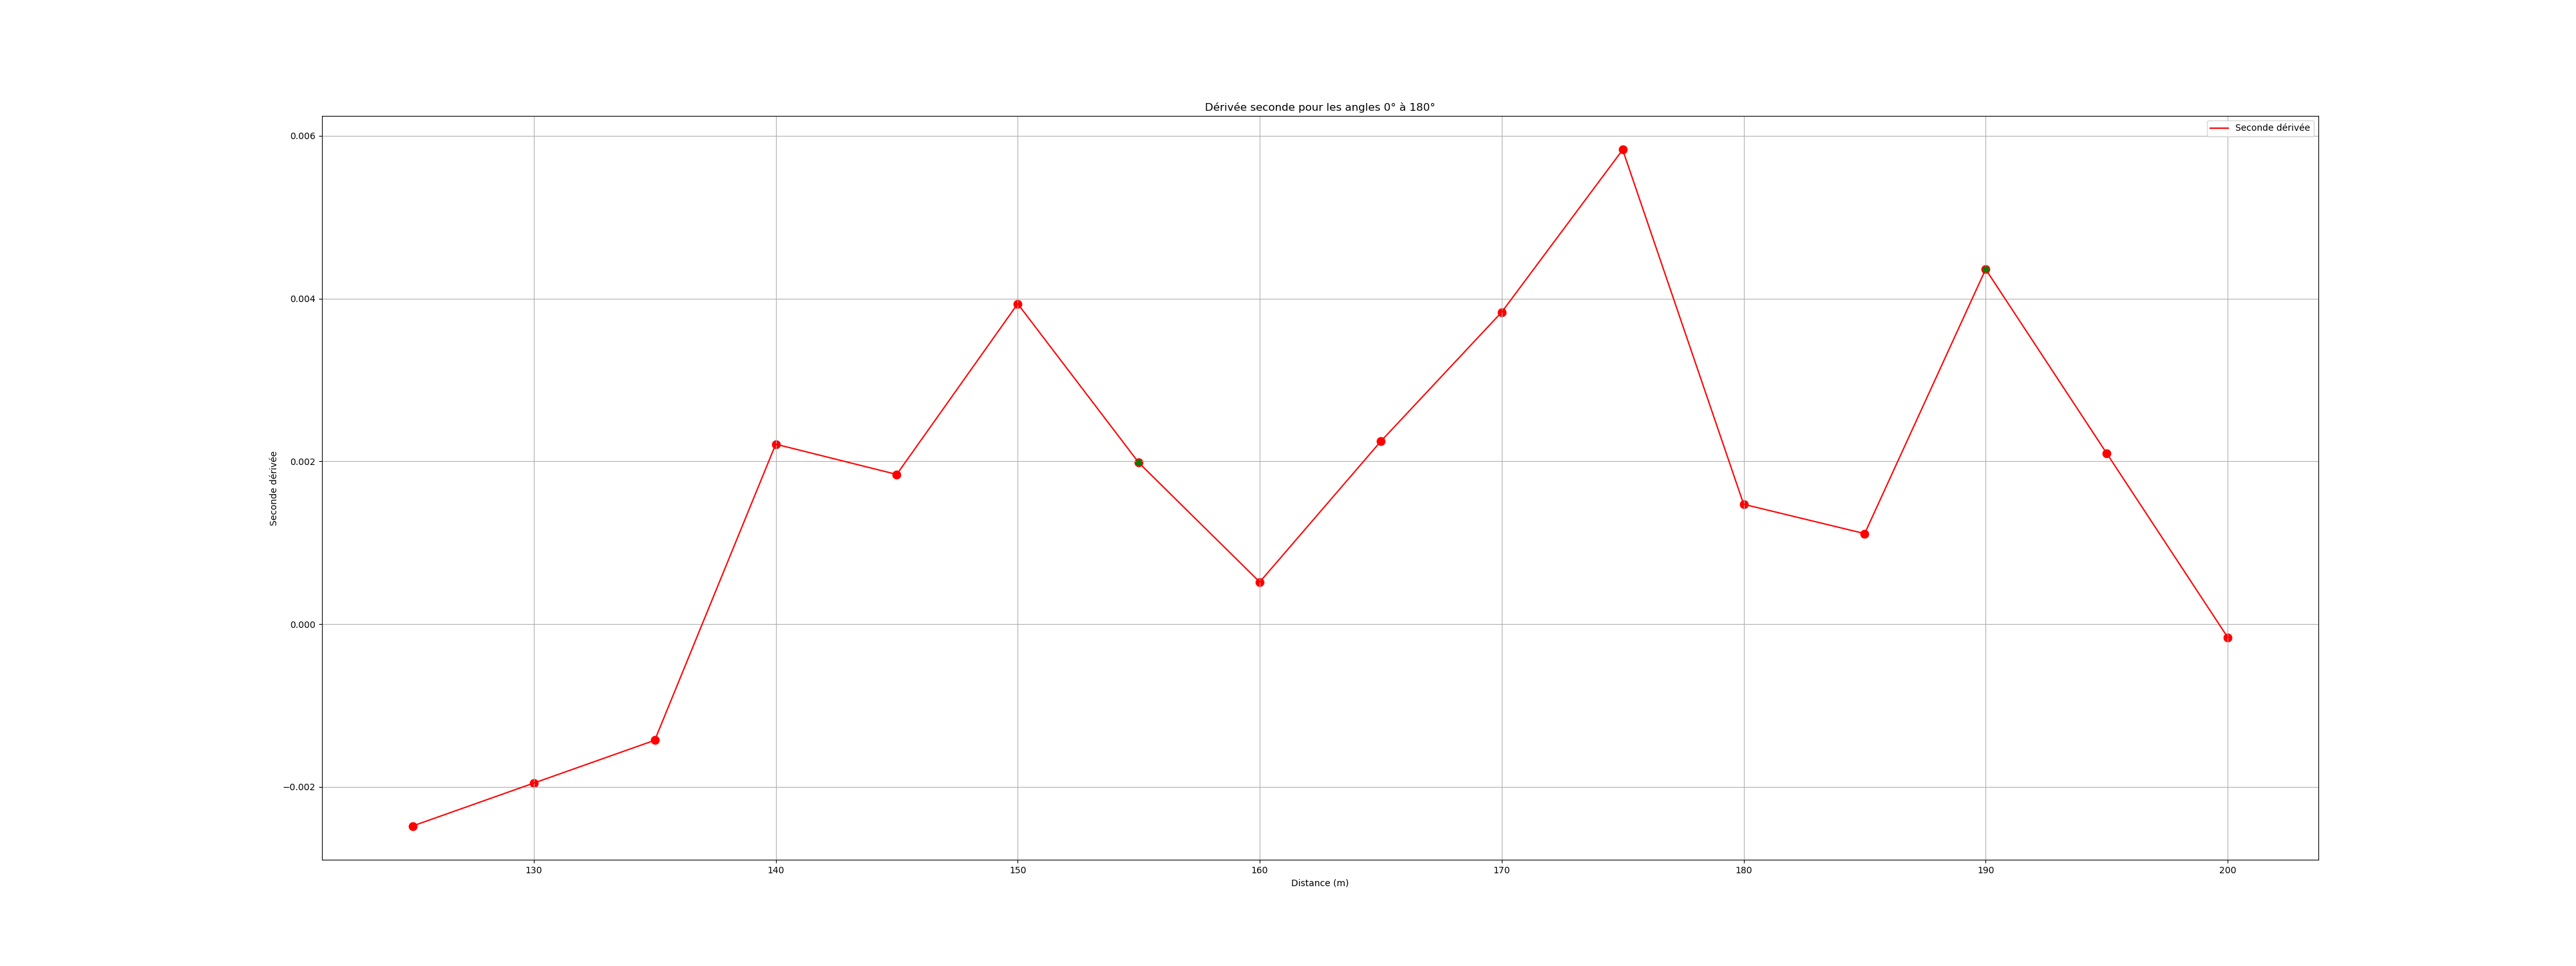 Dérivée seconde pour les angles 0° à 180°
Seconde dérivée
0.006
0.004
0.002
0.000
−0.002
Seconde dérivée
130 140 150 160 170 180 190 200
Distance (m)